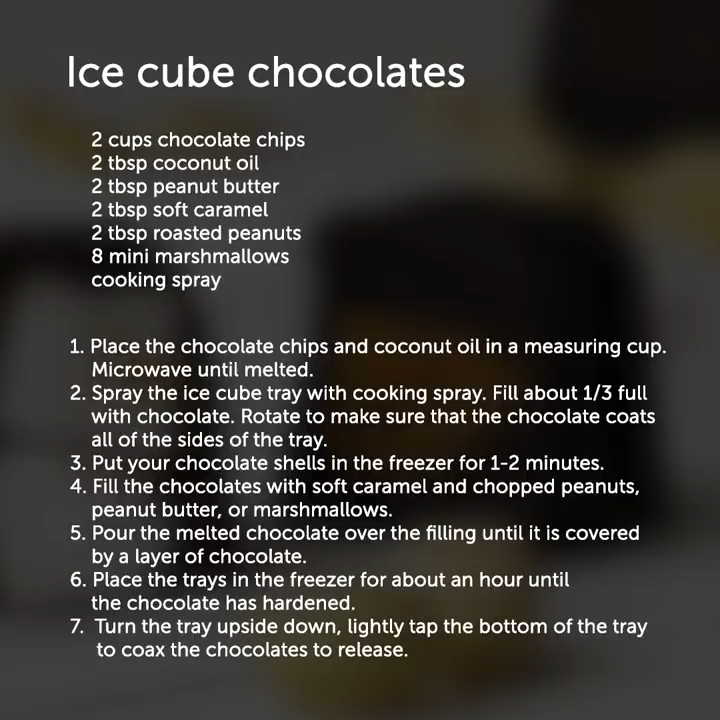 Ice cube chocolates
2 cups chocolate chips
2 tbsp coconut oil
2 tbsp peanut butter
2 tbsp soft caramel
2 tbsp roasted peanuts
8 mini marshmallows
cooking spray
1. Place the chocolate chips and coconut oil in a measuring cup.
Microwave until melted.
2. Spray the ice cube tray with cooking spray. Fill about 1/3 full
with chocolate. Rotate to make sure that the chocolate coats
all of the sides of the tray.
3. Put your chocolate shells in the freezer for 1-2 minutes.
4. Fill the chocolates with soft caramel and chopped peanuts,
peanut butter, or marshmallows.
5. Pour the melted chocolate over the filling until it is covered
by a layer of chocolate.
6. Place the trays in the freezer for about an hour until
the chocolate has hardened.
7. Turn the tray upside down, lightly tap the bottom of the tray
to coax the chocolates to release.